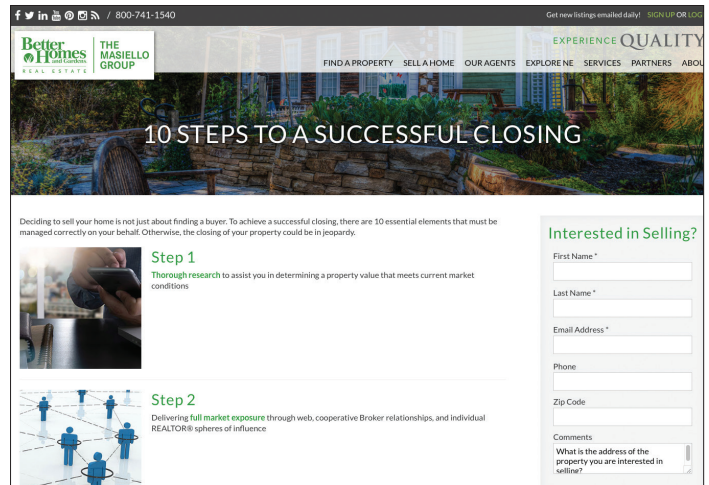 / 800-741-1540
Get new listings emailed daily! SIGN UP OR LOG
Better
Homes
and Gardens
REAL ESTATE
THE
MASIELLO
GROUP
EXPERIENCE QUALITY
FIND A PROPERTY SELL A HOME OUR AGENTS EXPLORE NE SERVICES PARTNERS ABOU
10 STEPS TO A SUCCESSFUL CLOSING
Deciding to sell your home is not just about finding a buyer. To achieve a successful closing, there are 10 essential elements that must be
managed correctly on your behalf. Otherwise, the closing of your property could be in jeopardy.
Step 1
Thorough research to assist you in determining a property value that meets current market
conditions
Step 2
Delivering full market exposure through web, cooperative Broker relationships, and individual
REALTOR® spheres of influence
Interested in Selling?
First Name *
Last Name *
Email Address *
Phone
Zip Code
Comments
What is the address of the
property you are interested in
selling?